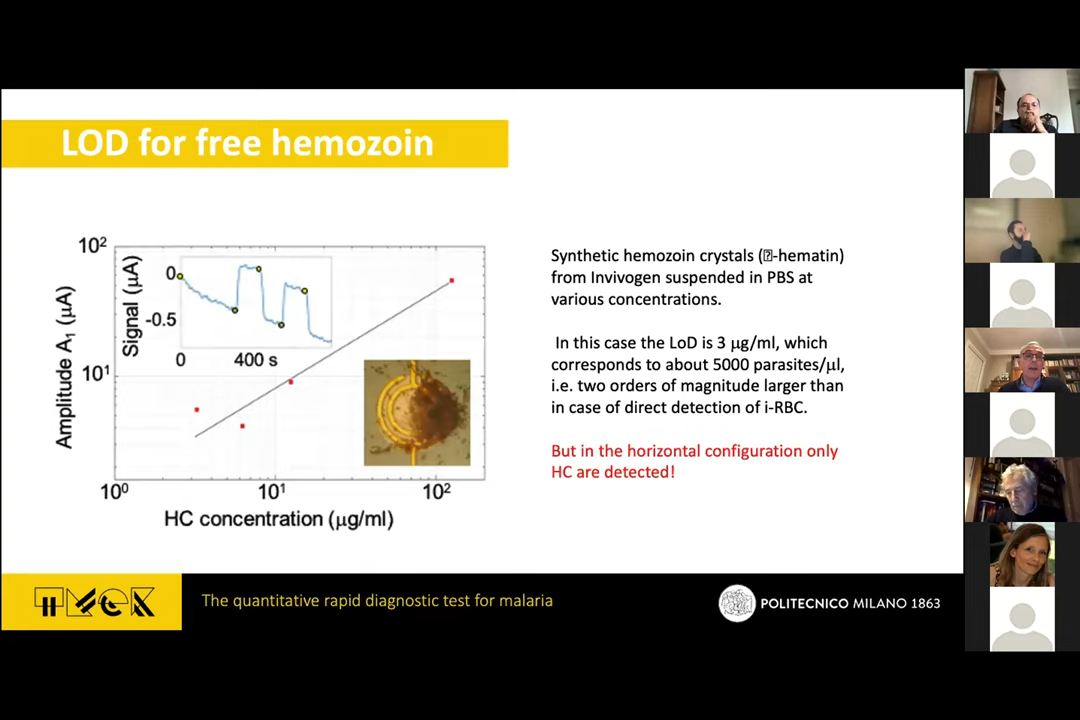 LOD for free hemozoin
10²
10¹
Amplitude A₁ (µA)
Signal (µA)
0
-0.5
0
400 s
10⁰
10¹
10²
HC concentration (µg/ml)
Synthetic hemozoin crystals (⍰-hematin)
from Invivogen suspended in PBS at
various concentrations.
In this case the LoD is 3 µg/ml, which
corresponds to about 5000 parasites/µl,
i.e. two orders of magnitude larger than
in case of direct detection of i-RBC.
But in the horizontal configuration only
HC are detected!
TMek
The quantitative rapid diagnostic test for malaria
POLITECNICO MILANO 1863